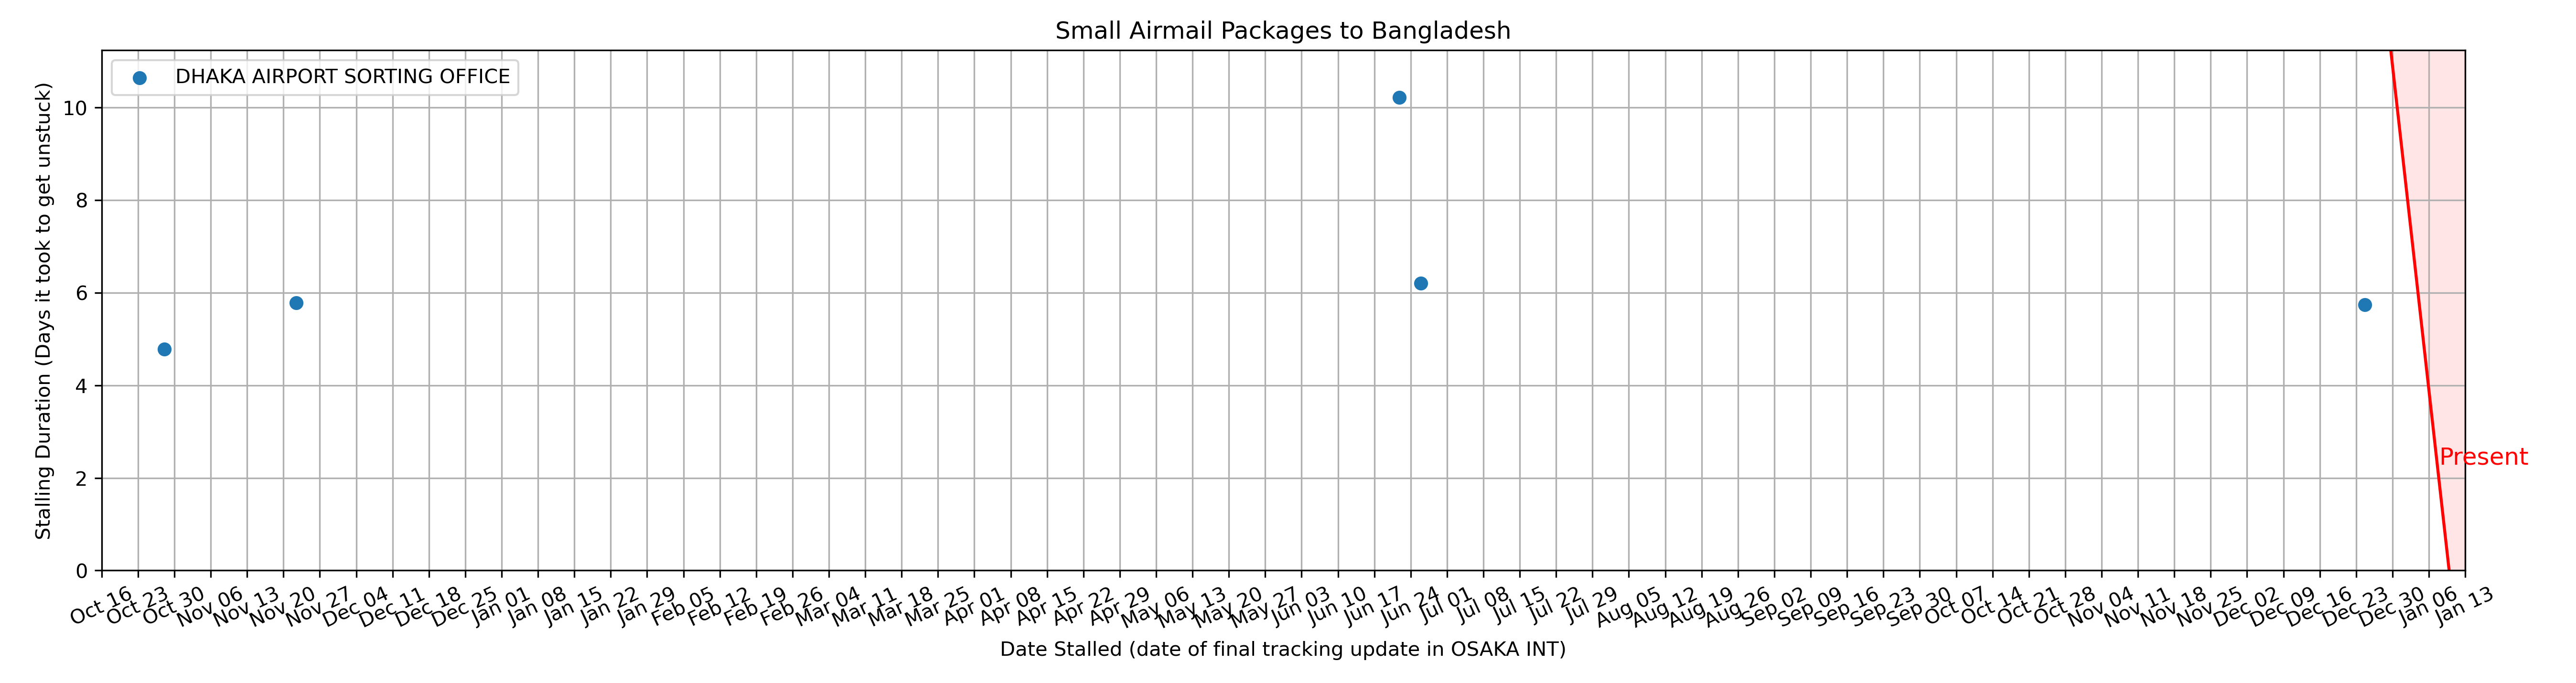 Small Airmail Packages to Bangladesh
DHAKA AIRPORT SORTING OFFICE
Stalling Duration (Days it took to get unstuck)
10
8
6
4
2
0
Present
Oct 16
Oct 23
Oct 30
Nov 06
Nov 13
Nov 20
Nov 27
Dec 04
Dec 11
Dec 18
Dec 25
Jan 01
Jan 08
Jan 15
Jan 22
Jan 29
Feb 05
Feb 12
Feb 19
Feb 26
Mar 04
Mar 11
Mar 18
Mar 25
Apr 01
Apr 08
Apr 15
Apr 22
Apr 29
May 06
May 13
May 20
May 27
Jun 03
Jun 10
Jun 17
Jun 24
Jul 01
Jul 08
Jul 15
Jul 22
Jul 29
Aug 05
Aug 12
Aug 19
Aug 26
Sep 02
Sep 09
Sep 16
Sep 23
Sep 30
Oct 07
Oct 14
Oct 21
Oct 28
Nov 04
Nov 11
Nov 18
Nov 25
Dec 02
Dec 09
Dec 16
Dec 23
Dec 30
Jan 06
Jan 13
Date Stalled (date of final tracking update in OSAKA INT)